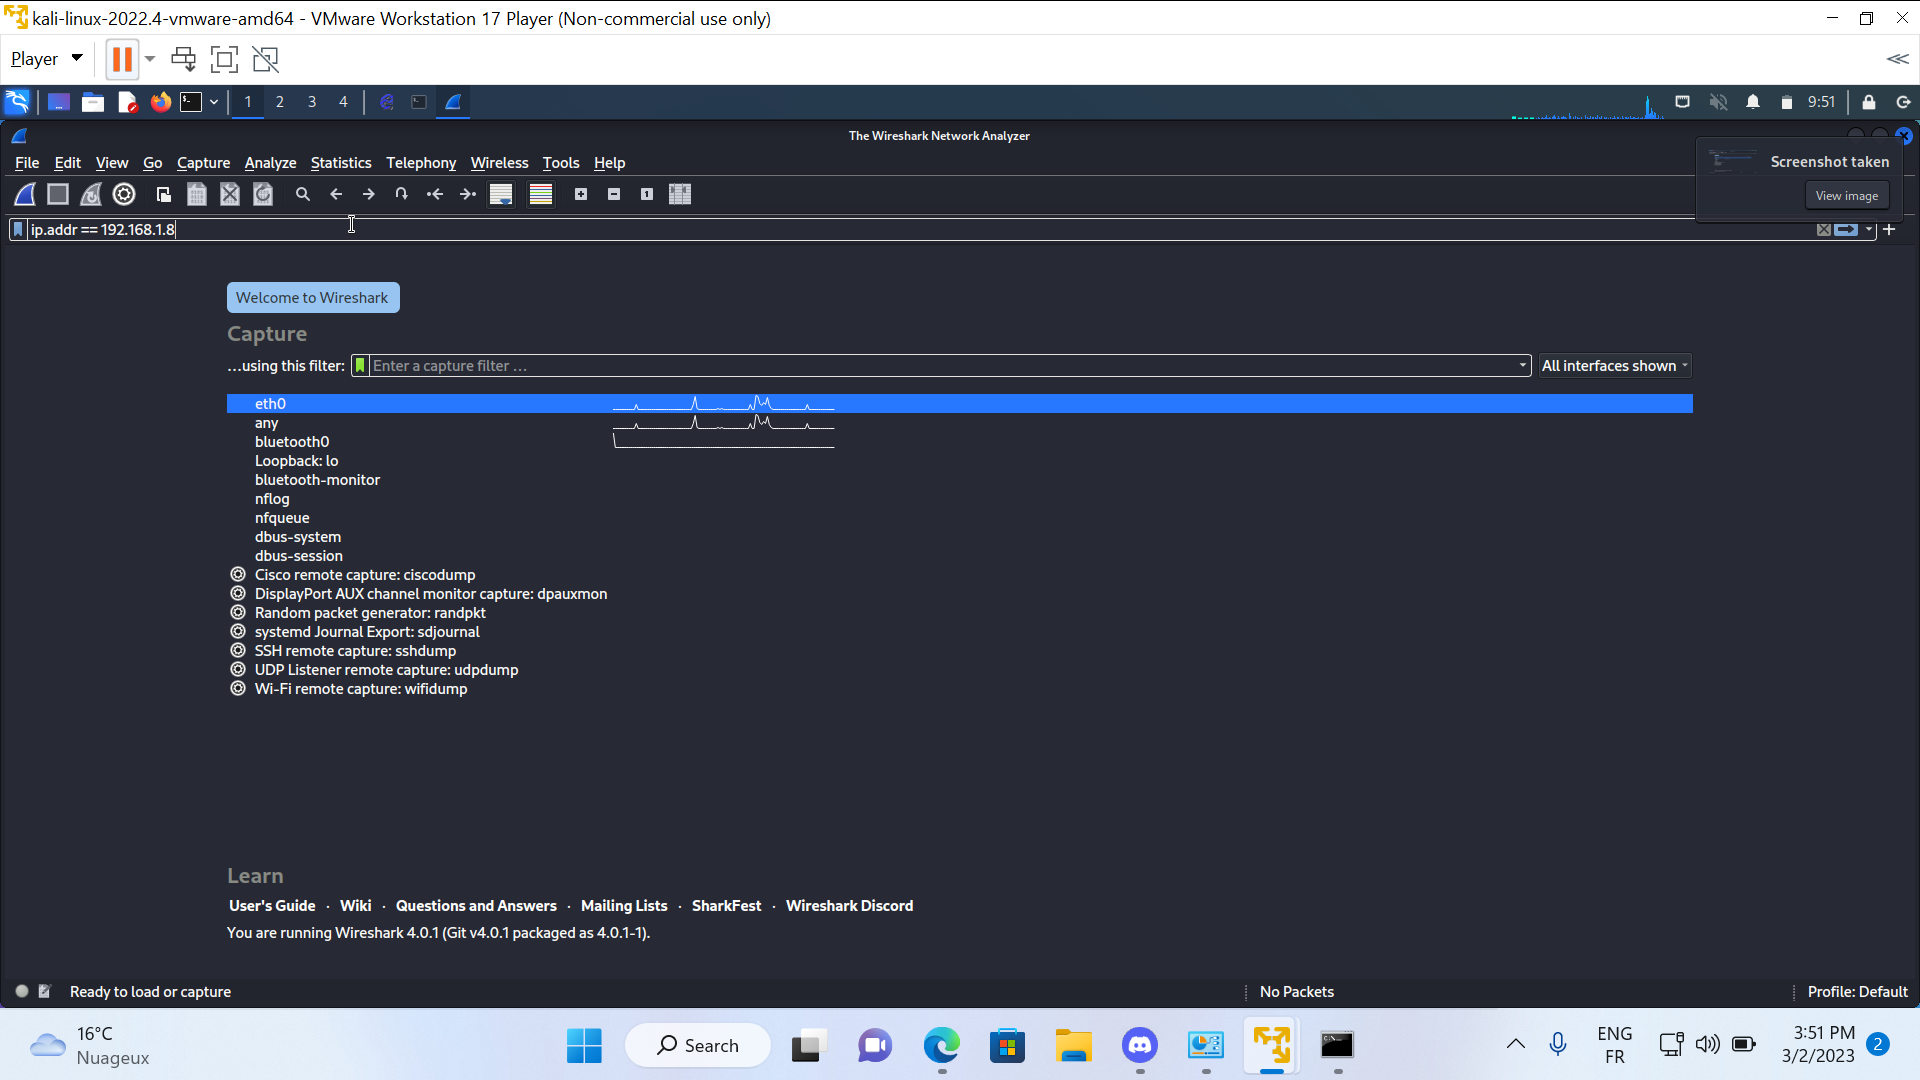 kali-linux-2022.4-vmware-amd64 - VMware Workstation 17 Player (Non-commercial use only)
Player
1 2 3 4 9:51
The Wireshark Network Analyzer
File Edit View Go Capture Analyze Statistics Telephony Wireless Tools Help
Screenshot taken
View image
ip.addr == 192.168.1.8
Welcome to Wireshark
Capture
...using this filter: Enter a capture filter ... All interfaces shown
eth0
any
bluetooth0
Loopback: lo
bluetooth-monitor
nflog
nfqueue
dbus-system
dbus-session
Cisco remote capture: ciscodump
DisplayPort AUX channel monitor capture: dpauxmon
Random packet generator: randpkt
systemd Journal Export: sdjournal
SSH remote capture: sshdump
UDP Listener remote capture: udpdump
Wi-Fi remote capture: wifidump
Learn
User's Guide · Wiki · Questions and Answers · Mailing Lists · SharkFest · Wireshark Discord
You are running Wireshark 4.0.1 (Git v4.0.1 packaged as 4.0.1-1).
Ready to load or capture No Packets Profile: Default
16°C
Nuageux
Search
ENG
FR
3:51 PM
3/2/2023
2